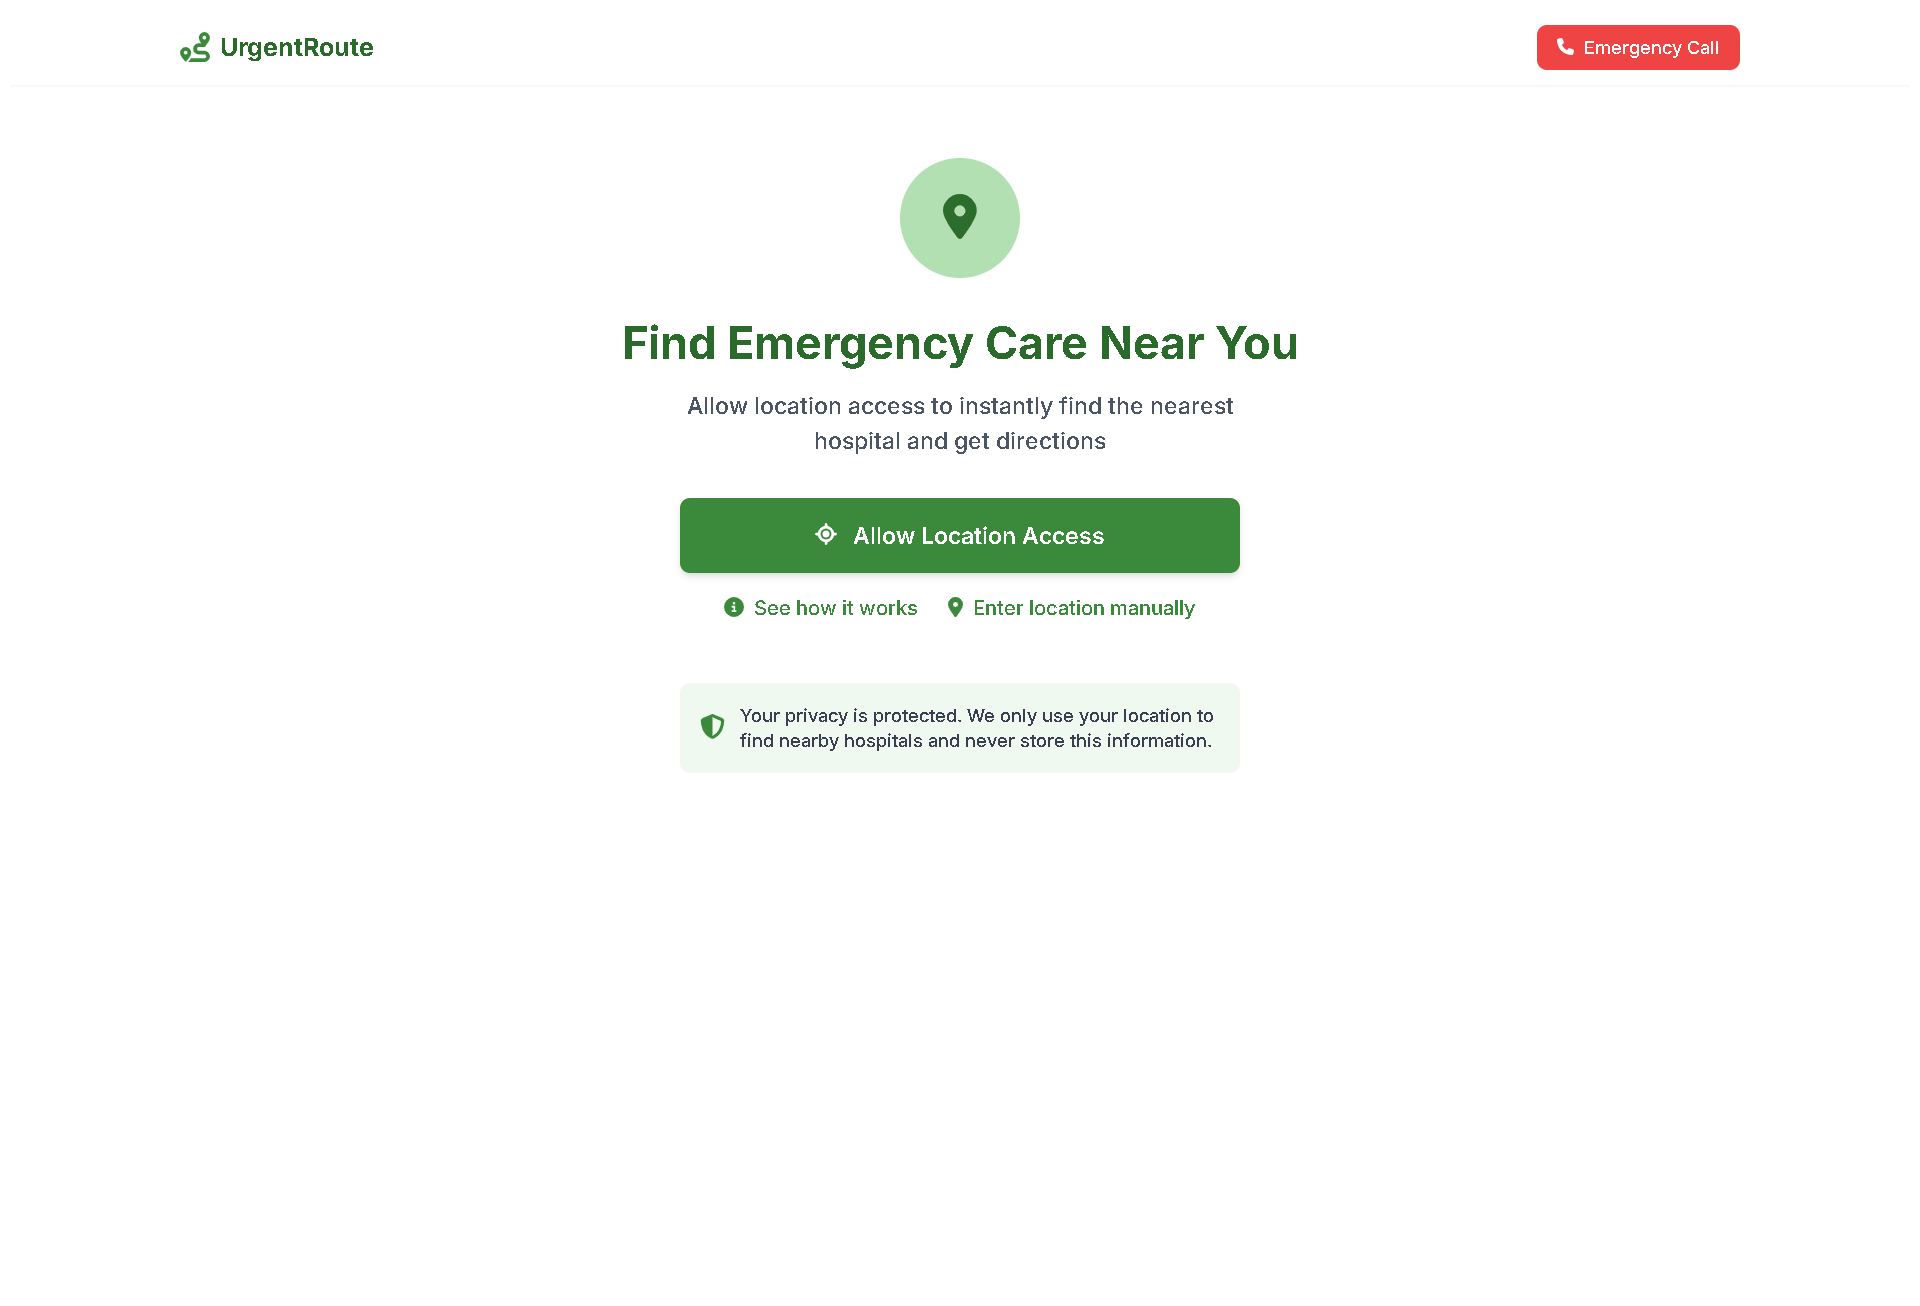 UrgentRoute
Emergency Call
Find Emergency Care Near You
Allow location access to instantly find the nearest
hospital and get directions
Allow Location Access
See how it works
Enter location manually
Your privacy is protected. We only use your location to
find nearby hospitals and never store this information.